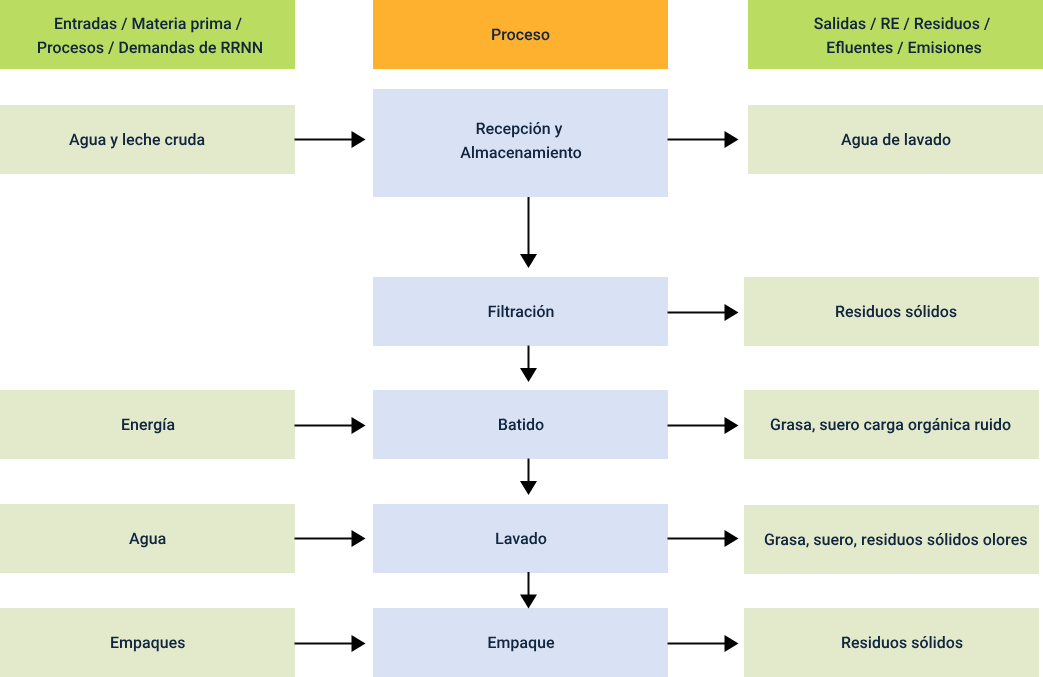 Entradas / Materia prima /
Procesos / Demandas de RRNN
Proceso
Salidas / RE / Residuos /
Efluentes / Emisiones
Agua y leche cruda
Recepción y
Almacenamiento
Agua de lavado
Filtración
Residuos sólidos
Energía
Batido
Grasa, suero carga orgánica ruido
Agua
Lavado
Grasa, suero, residuos sólidos olores
Empaques
Empaque
Residuos sólidos